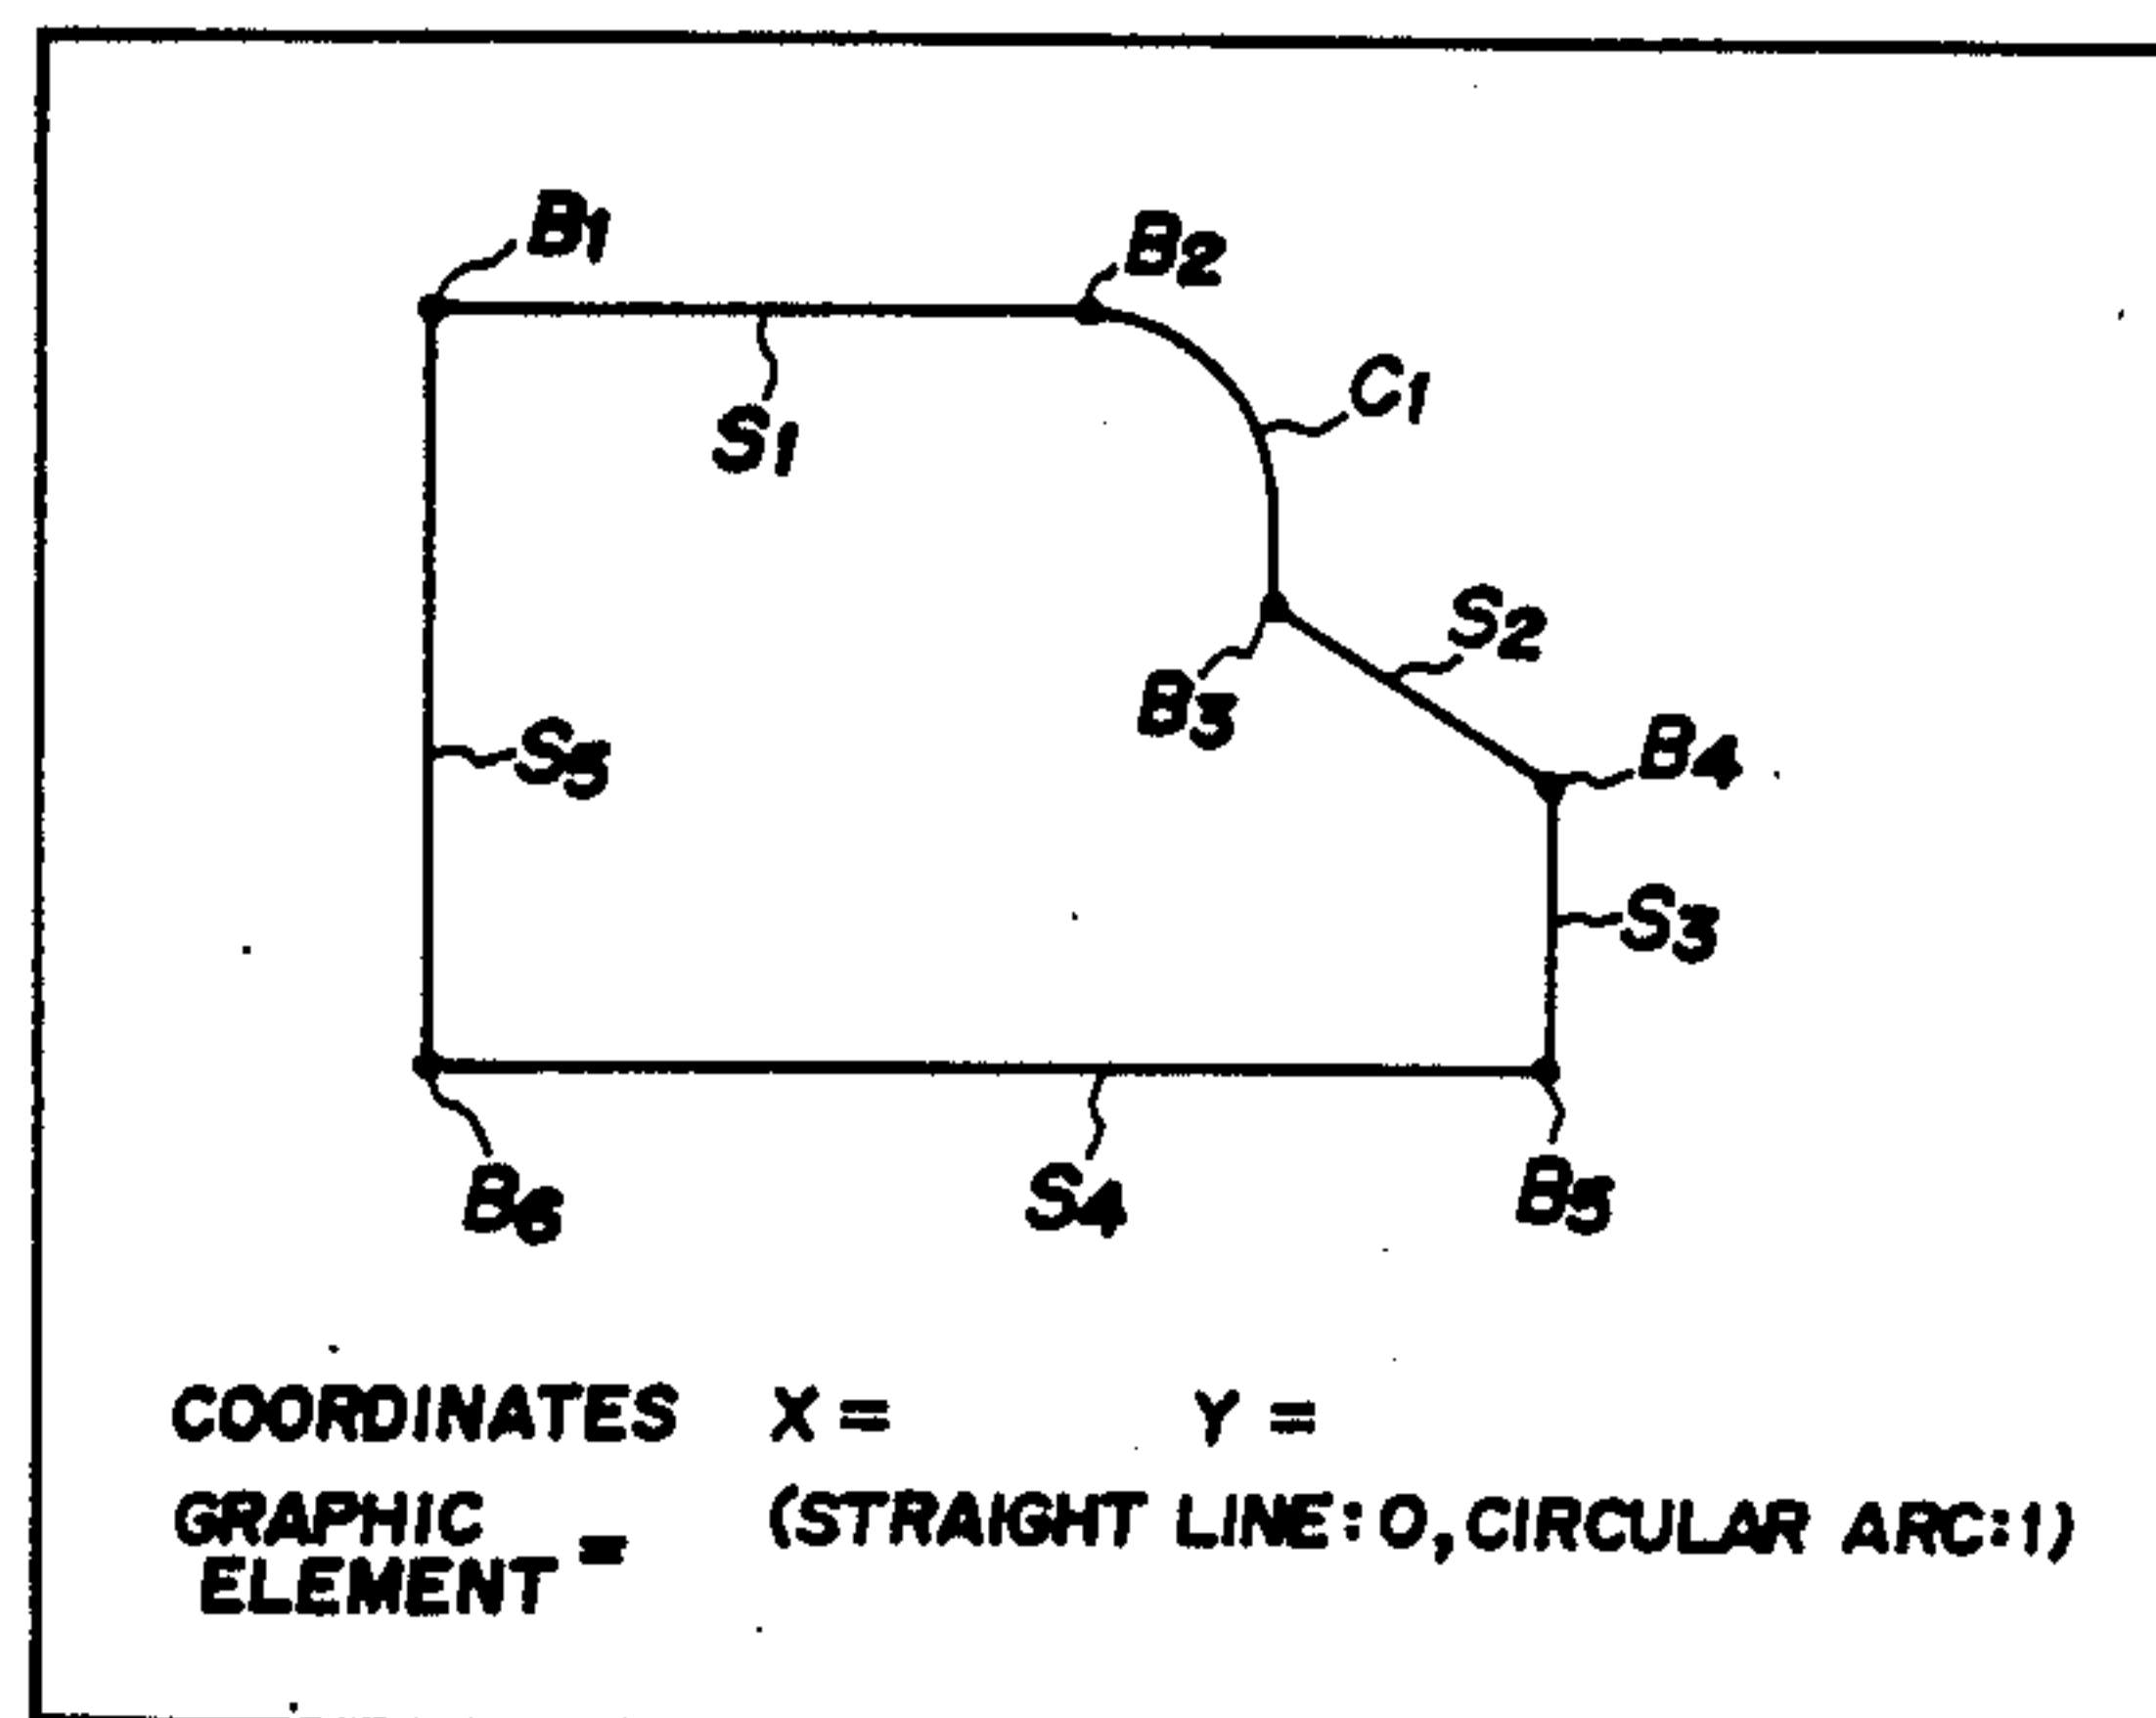 B1
B2
C1
S1
S2
B3
S5
B4
S3
B6
S4
B5
COORDINATES X = Y =
GRAPHIC ELEMENT = (STRAIGHT LINE: 0, CIRCULAR ARC: 1)